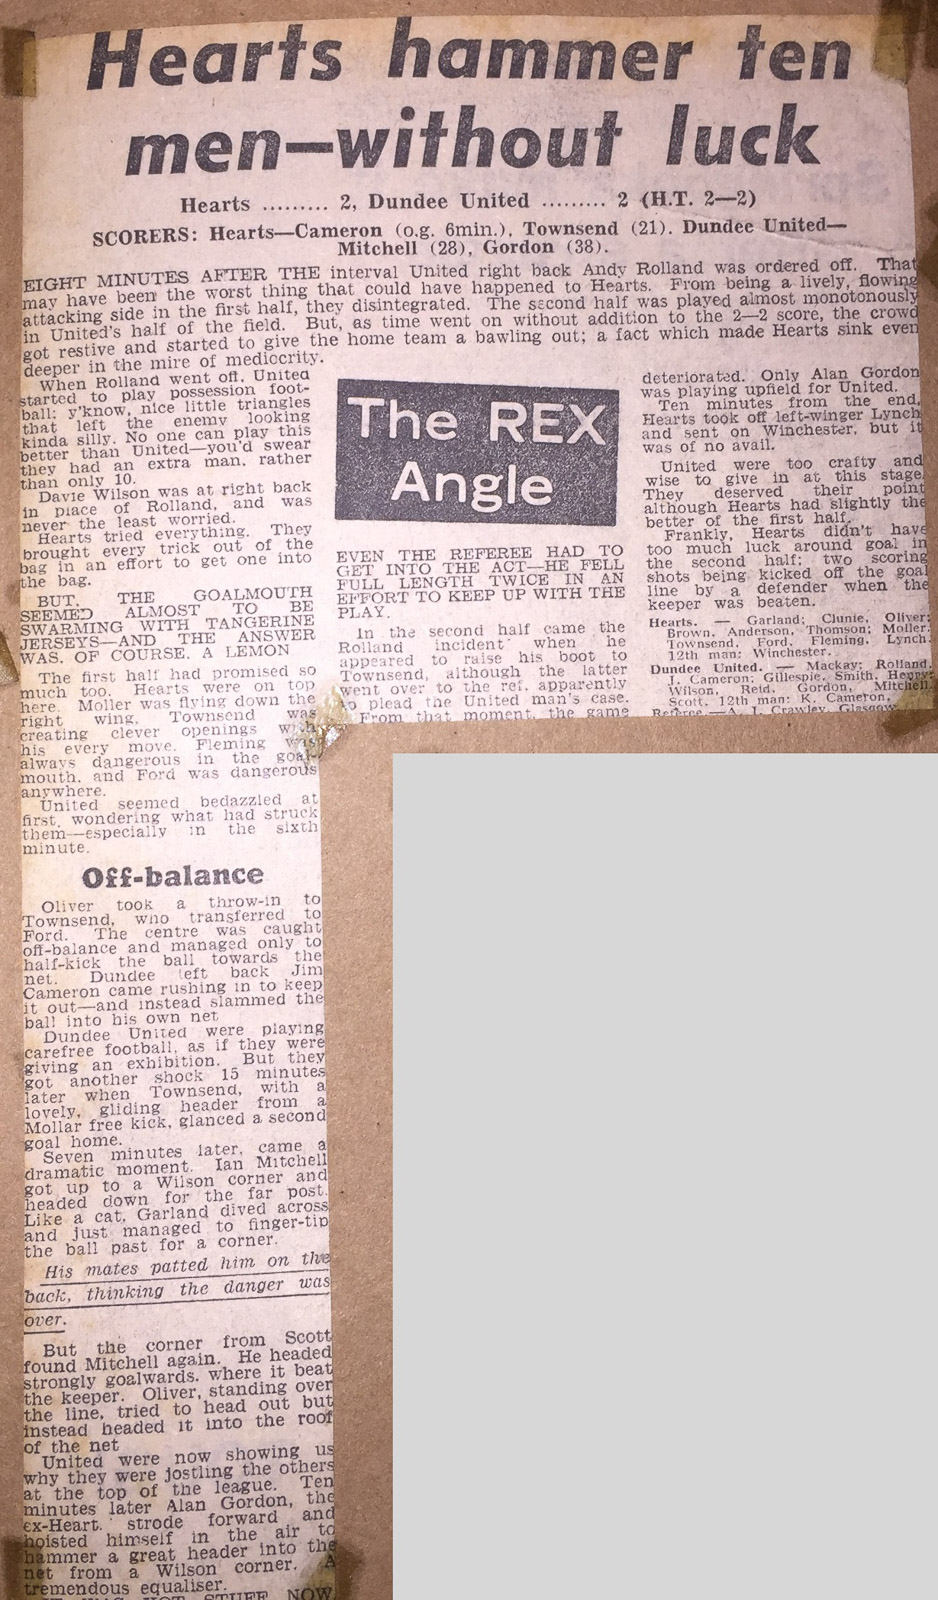 Hearts hammer ten
men—without luck
Hearts ......... 2, Dundee United ......... 2 (H.T. 2—2)
SCORERS: Hearts—Cameron (o.g. 6min.), Townsend (21). Dundee United—
Mitchell (28), Gordon (38).
EIGHT MINUTES AFTER THE interval United right back Andy Rolland was ordered off. That
may have been the worst thing that could have happened to Hearts. From being a lively, flowing
attacking side in the first half, they disintegrated. The second half was played almost monotonously
in United's half of the field. But, as time went on without addition to the 2—2 score, the crowd
got restive and started to give the home team a bawling out; a fact which made Hearts sink even
deeper in the mire of mediocrity.
When Rolland went off, United
started to play possession foot-
ball; y'know, nice little triangles
that left the enemy looking
kinda silly. No one can play this
better than United—you'd swear
they had an extra man, rather
than only 10.
Davie Wilson was at right back
in place of Rolland, and was
never the least worried.
Hearts tried everything. They
brought every trick out of the
bag in an effort to get one into
the bag.
BUT, THE GOALMOUTH
SEEMED ALMOST TO BE
SWARMING WITH TANGERINE
JERSEYS—AND THE ANSWER
WAS, OF COURSE, A LEMON
The first half had promised so
much too. Hearts were on top
here. Moller was flying down the
right wing, Townsend was
creating clever openings with
his every move. Fleming was
always dangerous in the goal-
mouth, and Ford was dangerous
anywhere.
United seemed bedazzled at
first, wondering what had struck
them—especially in the sixth
minute.
Off-balance
Oliver took a throw-in to
Townsend, who transferred to
Ford. The centre was caught
off-balance and managed only to
half-kick the ball towards the
net. Dundee left back Jim
Cameron came rushing in to keep
it out—and instead slammed the
ball into his own net
Dundee United were playing
carefree football, as if they were
giving an exhibition. But they
got another shock 15 minutes
later when Townsend, with a
lovely, gliding header from a
Mollar free kick, glanced a second
goal home.
Seven minutes later, came a
dramatic moment. Ian Mitchell
got up to a Wilson corner and
headed down for the far post.
Like a cat, Garland dived across
and just managed to finger-tip
the ball past for a corner.
His mates patted him on the
back, thinking the danger was
over.
But the corner from Scott
found Mitchell again. He headed
strongly goalwards, where it beat
the keeper. Oliver, standing over
the line, tried to head out but
instead headed it into the roof
of the net
United were now showing us
why they were jostling the others
at the top of the league. Ten
minutes later Alan Gordon, the
ex-Heart, strode forward and
hoisted himself in the air to
hammer a great header into the
net from a Wilson corner. A
tremendous equaliser.
HOT STUFF NOW,
The REX
Angle
EVEN THE REFEREE HAD TO
GET INTO THE ACT—HE FELL
FULL LENGTH TWICE IN AN
EFFORT TO KEEP UP WITH THE
PLAY.
In the second half came the
Rolland incident when he
appeared to raise his boot to
Townsend, although the latter
went over to the ref. apparently
to plead the United man's case.
From that moment, the game
deteriorated. Only Alan Gordon
was playing upfield for United.
Ten minutes from the end,
Hearts took off left-winger Lynch
and sent on Winchester, but it
was of no avail.
United were too crafty and
wise to give in at this stage.
They deserved their point
although Hearts had slightly the
better of the first half.
Frankly, Hearts didn't have
too much luck around goal in
the second half; two scoring
shots being kicked off the goal
line by a defender when the
keeper was beaten.
Hearts. — Garland; Clunie, Oliver;
Brown, Anderson, Thomson; Moller,
Townsend, Ford, Fleming, Lynch.
12th man: Winchester.
Dundee United. — Mackay; Rolland,
J. Cameron; Gillespie, Smith, Henry;
Wilson, Reid, Gordon, Mitchell,
Scott. 12th man: K. Cameron.
Referee.—A. J. Crawley, Glasgow